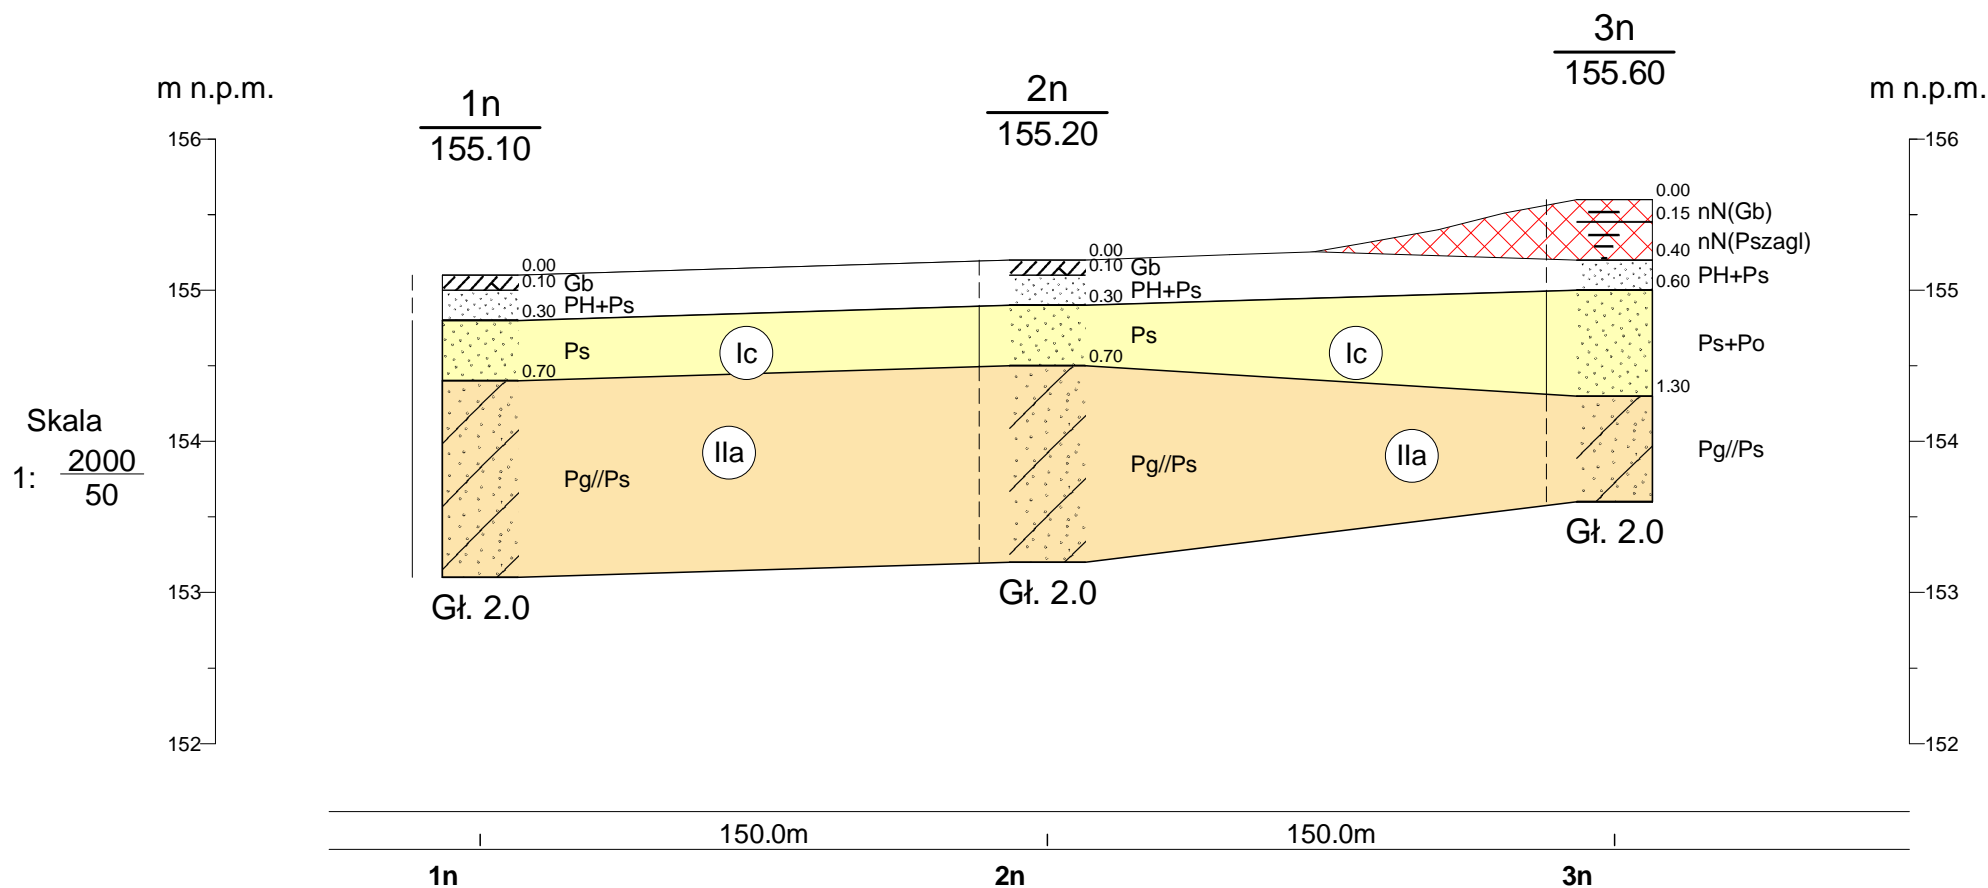 3n
155.60
m n.p.m.
m n.p.m.
1n
155.10
2n
155.20
156
156
0.00
0.15 nN(Gb)
nN(Pszagl)
0.40
0.60 PH+Ps
0.00
0.10 Gb
PH+Ps
0.30
0.00
0.10 Gb
PH+Ps
0.30
155
155
Ps
Ic
0.70
Ps
0.70
Ic
Ps+Po
1.30
Skala
1: 2000
50
154
154
IIa
Pg//Ps
Pg//Ps
IIa
Pg//Ps
Gł. 2.0
Gł. 2.0
Gł. 2.0
153
153
152
152
150.0m
150.0m
1n
2n
3n